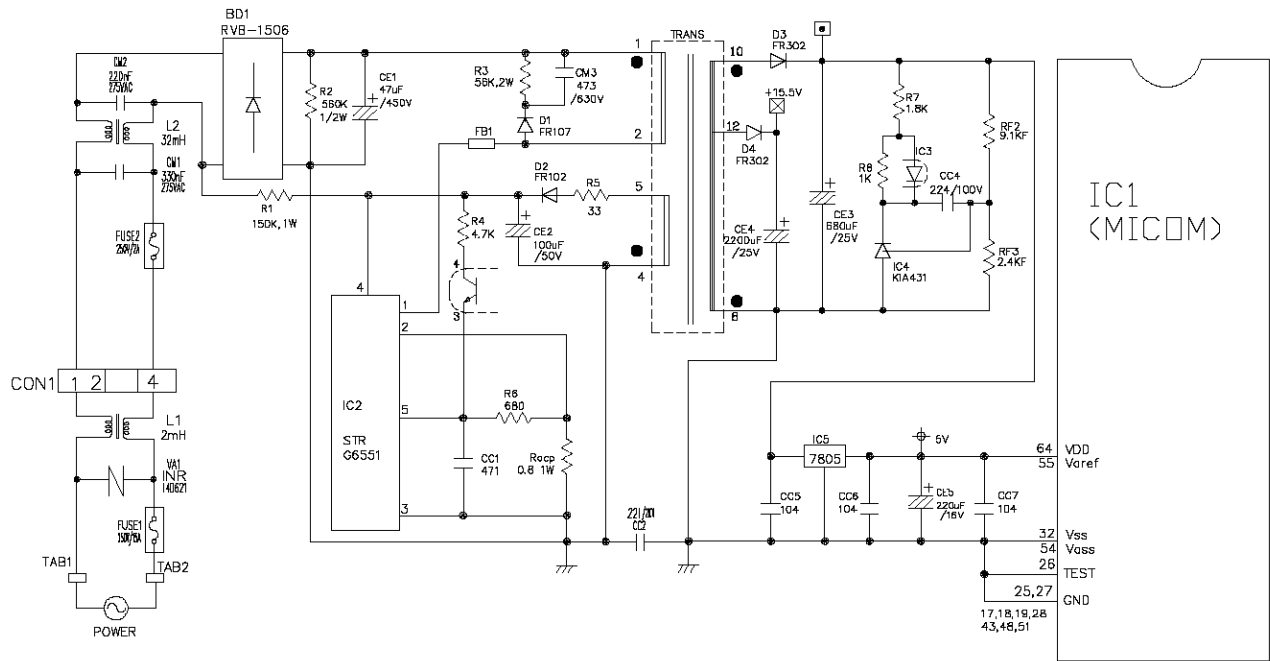 BD1
RVB-1506
CM2
220nF
275VAC
L2
32mH
CM1
330nF
275VAC
R2
560K
1/2W
CE1
47uF
/450V
R3
56K,2W
CM3
473
/630V
D1
FR107
FB1
1
2
TRANS
10
12
D3
FR302
+15.5V
D4
FR302
R7
1.8K
RF2
9.1KF
IC3
R8
1K
CC4
224/100V
R1
150K,1W
D2
FR102
R5
33
5
4
R4
4.7K
CE2
100uF
/50V
CE4
2200uF
/25V
CE3
680uF
/25V
IC4
KIA431
RF3
2.4KF
8
IC1
(MICOM)
FUSE2
4
3
4
1
2
IC2
STR
G6551
5
R6
680
CC1
471
Rocp
0.8 1W
3
CON1
1 2 4
L1
2mH
VA1
INR
14D621
FUSE1
TAB1
TAB2
POWER
CC2
IC5
7805
5V
CC5
104
CC6
104
220uF
/16V
CC7
104
64 VDD
55 Varef
32 Vss
54 Vass
26 TEST
25,27 GND
17,18,19,28
43,48,51